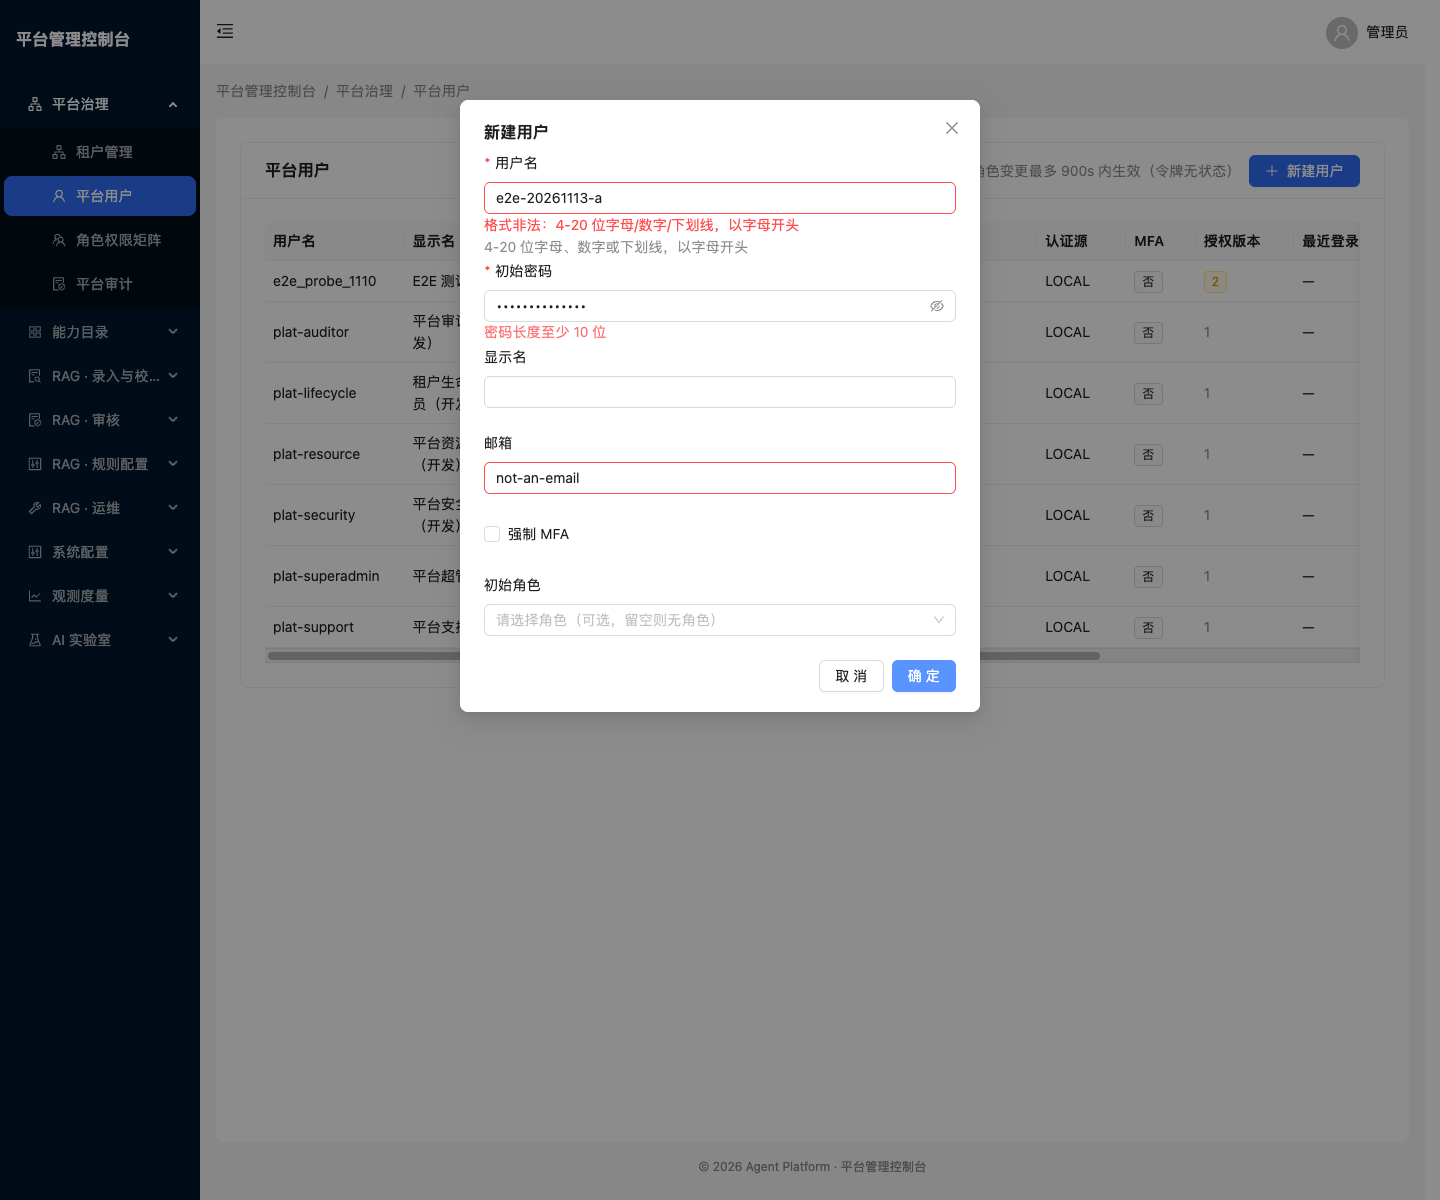 平台管理控制台
管理员
平台治理
租户管理
平台用户
角色权限矩阵
平台审计
能力目录
RAG · 录入与校...
RAG · 审核
RAG · 规则配置
RAG · 运维
系统配置
观测度量
AI 实验室
平台管理控制台 / 平台治理 / 平台用户
平台用户
色变更最多 900s 内生效（令牌无状态）
新建用户
用户名 显示名 认证源 MFA 授权版本 最近登录
e2e_probe_1110 E2E 测 LOCAL 否 2 —
plat-auditor 平台审 LOCAL 否 1 —
发）
plat-lifecycle 租户生 LOCAL 否 1 —
员（开
plat-resource 平台资 LOCAL 否 1 —
（开发）
plat-security 平台安 LOCAL 否 1 —
（开发）
plat-superadmin 平台超 LOCAL 否 1 —
plat-support 平台支 LOCAL 否 1 —
新建用户
* 用户名
e2e-20261113-a
格式非法：4-20 位字母/数字/下划线，以字母开头
4-20 位字母、数字或下划线，以字母开头
* 初始密码
••••••••••••••
密码长度至少 10 位
显示名
邮箱
not-an-email
强制 MFA
初始角色
请选择角色（可选，留空则无角色）
取 消
确 定
© 2026 Agent Platform · 平台管理控制台